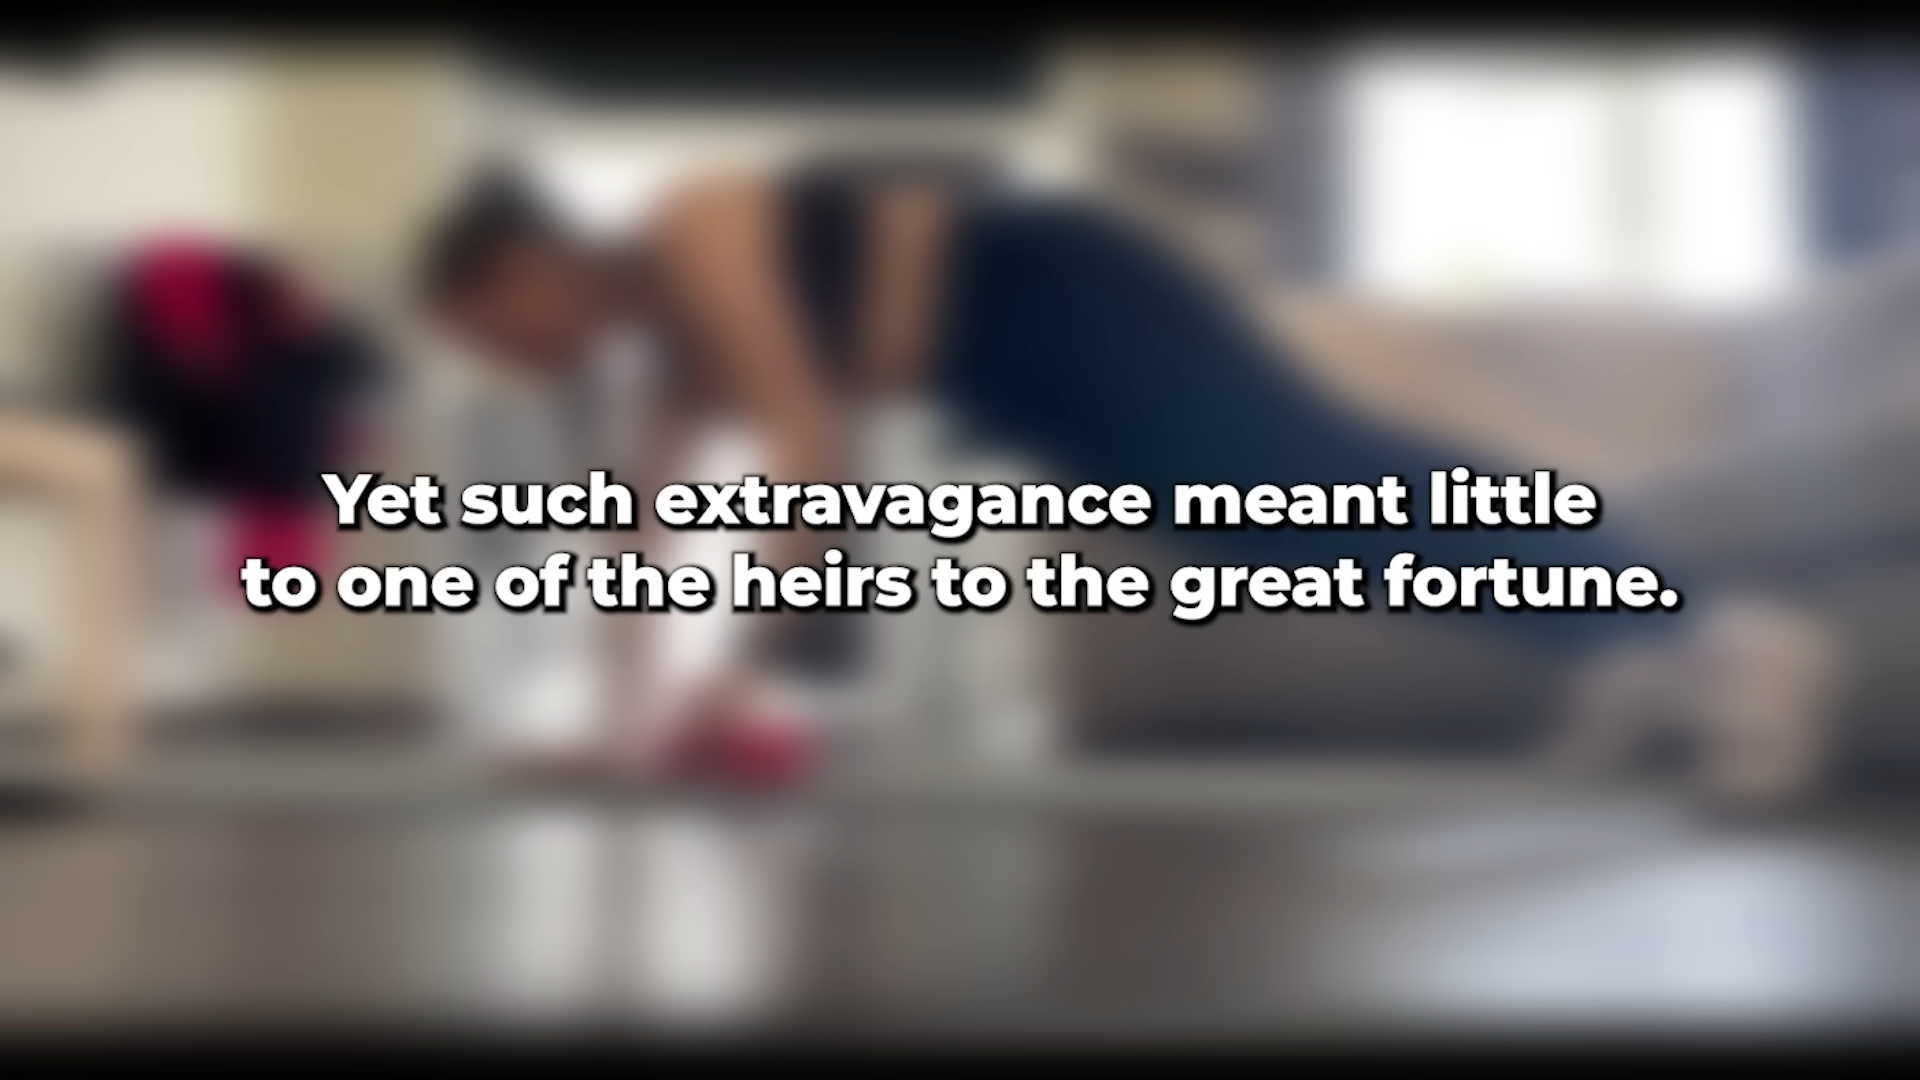 Yet such extravagance meant little
to one of the heirs to the great fortune.